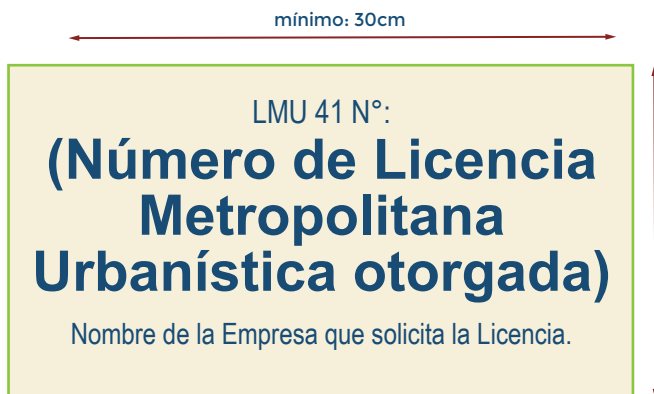 mínimo: 30cm
LMU 41 N°:
(Número de Licencia
Metropolitana
Urbanística otorgada)
Nombre de la Empresa que solicita la Licencia.